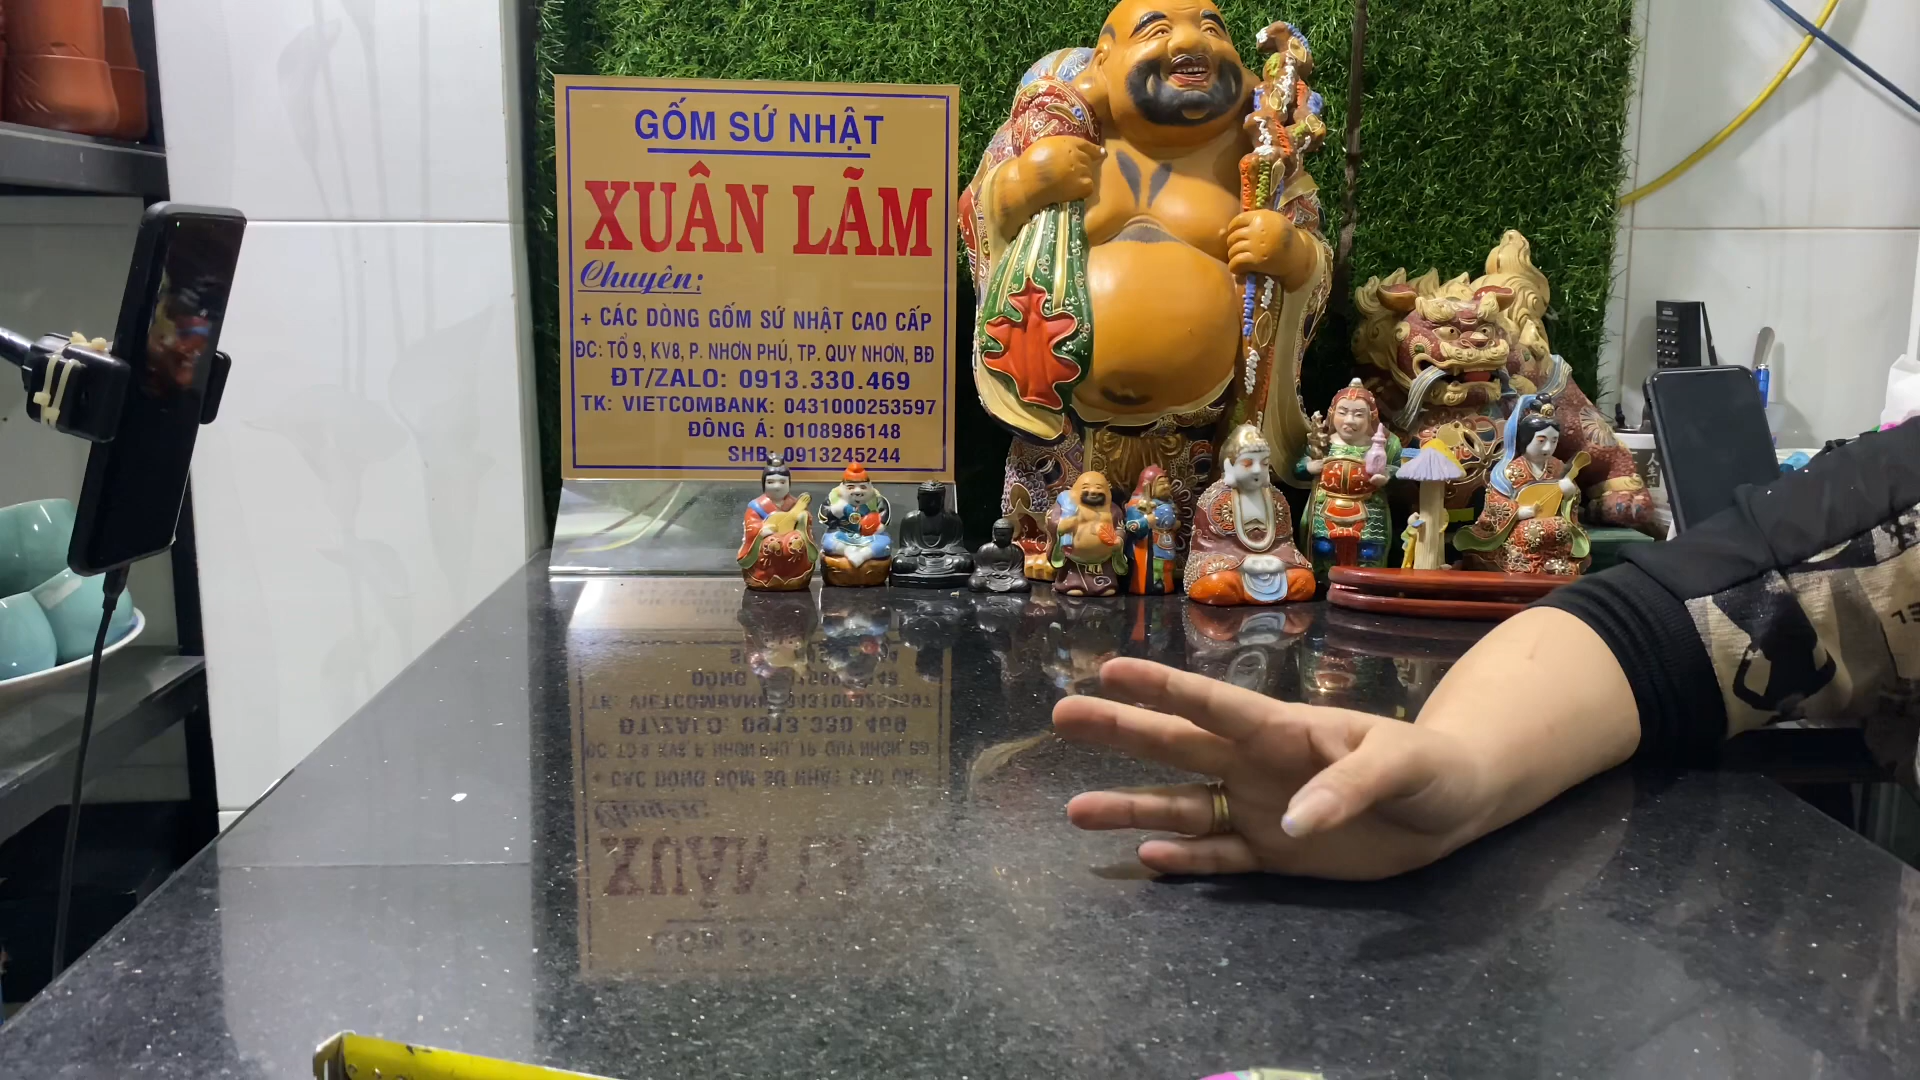 GỐM SỨ NHẬT
XUÂN LÃM
Chuyên:
+ CÁC DÒNG GỐM SỨ NHẬT CAO CẤP
ĐC: TỔ 9, KV8, P. NHƠN PHÚ, TP. QUY NHƠN, BĐ
ĐT/ZALO: 0913.330.469
TK: VIETCOMBANK: 0431000253597
ĐÔNG Á: 0108986148
SHB: 0913245244